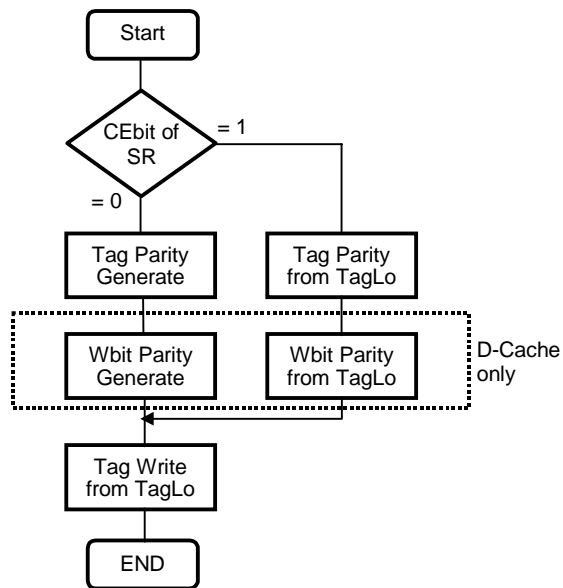 Start
CEbit of
SR
= 1
= 0
Tag Parity
Generate
Tag Parity
from TagLo
Wbit Parity
Generate
Wbit Parity
from TagLo
D-Cache
only
Tag Write
from TagLo
END